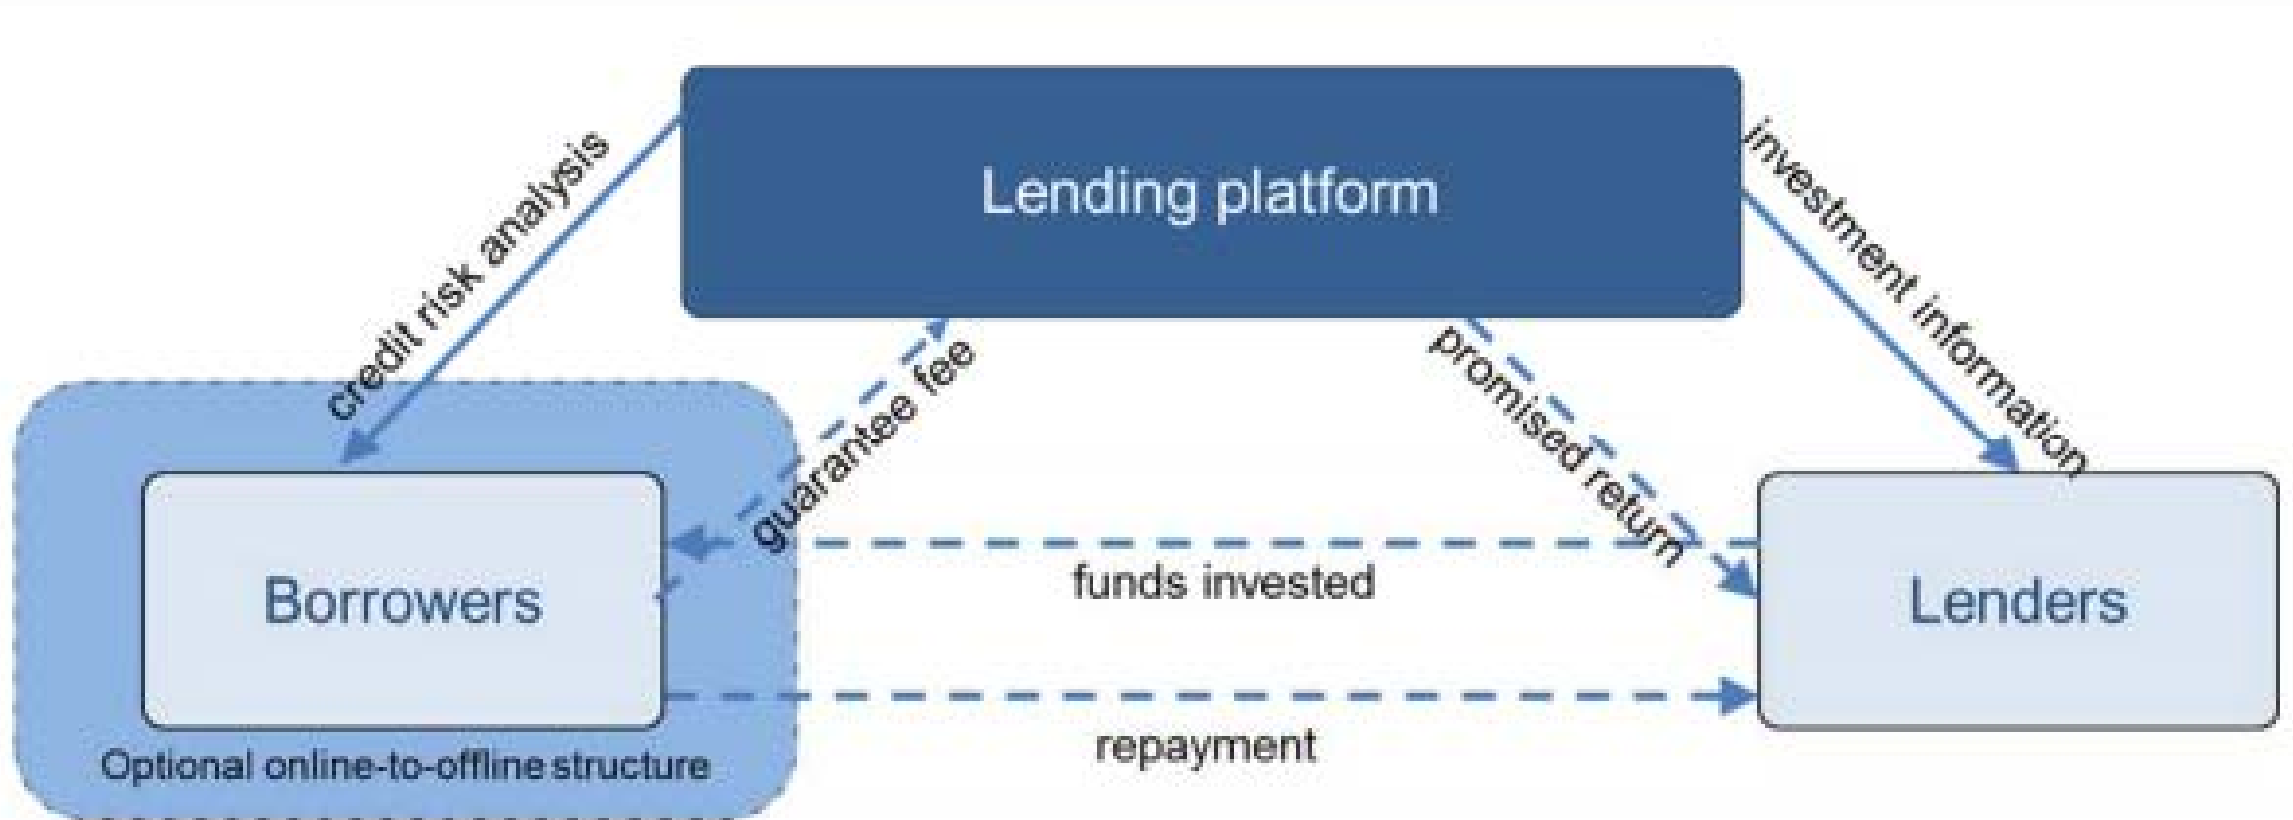 Lending platform
credit risk analysis
investment information
guarantee fee
promised return
funds invested
Borrowers
Lenders
repayment
Optional online-to-offline structure